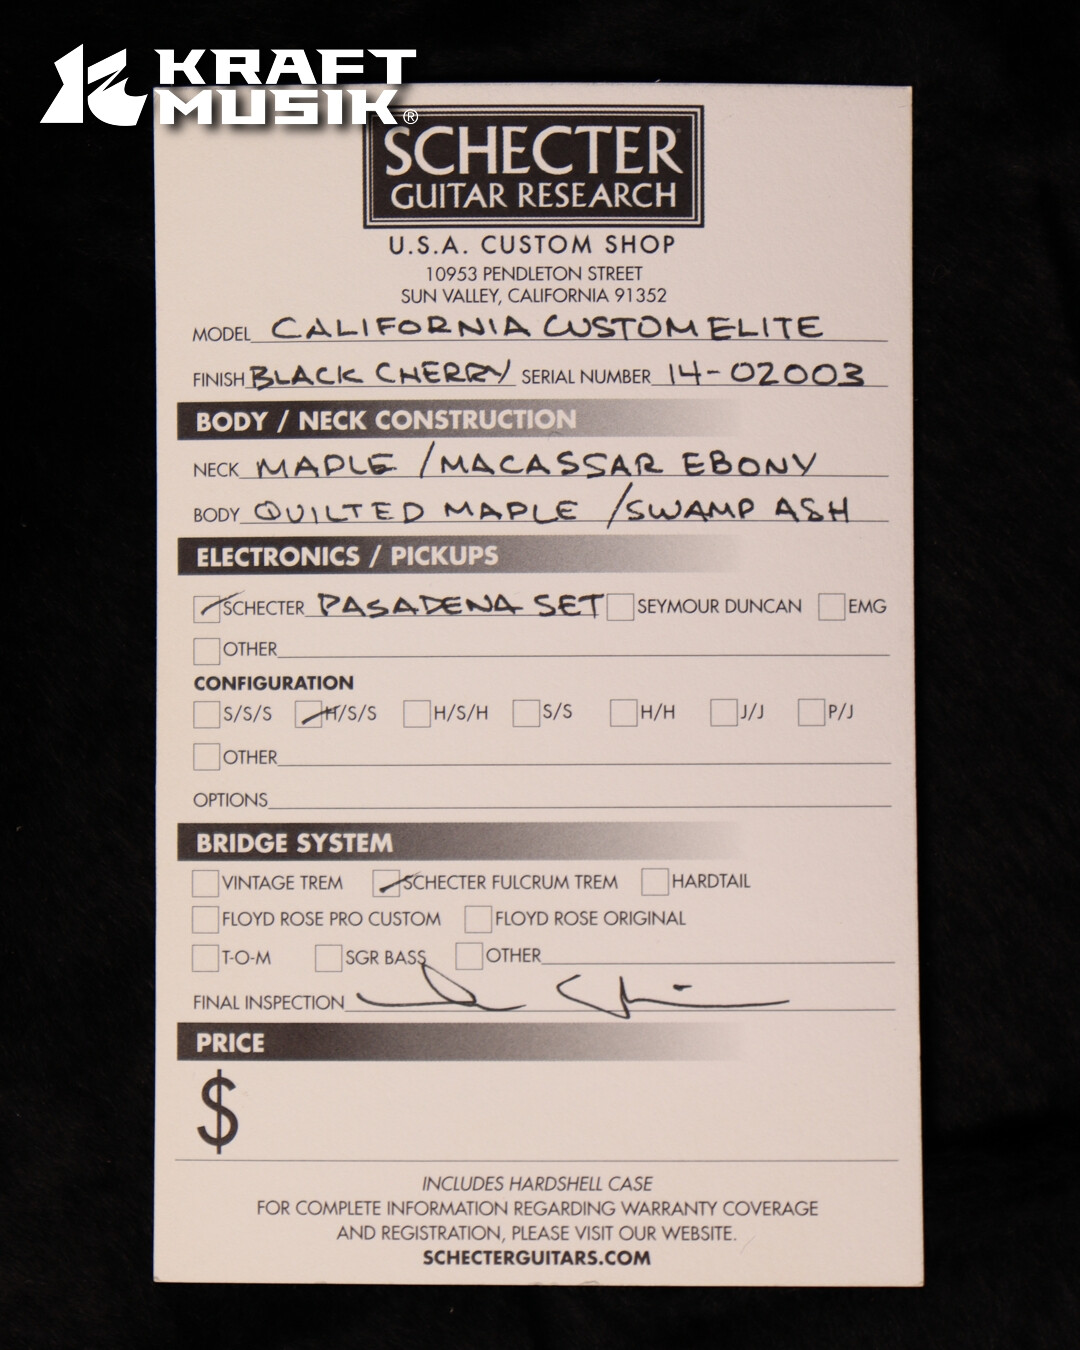 KRAFT
MUSIK®
SCHECTER
GUITAR RESEARCH
U.S.A. CUSTOM SHOP
10953 PENDLETON STREET
SUN VALLEY, CALIFORNIA 91352
MODEL CALIFORNIA CUSTOM ELITE
FINISH BLACK CHERRY SERIAL NUMBER 14-02003
BODY / NECK CONSTRUCTION
NECK MAPLE / MACASSAR EBONY
BODY QUILTED MAPLE / SWAMP ASH
ELECTRONICS / PICKUPS
SCHECTER PASADENA SET SEYMOUR DUNCAN EMG
OTHER
CONFIGURATION
S/S/S H/S/S H/S/H S/S H/H J/J P/J
OTHER
OPTIONS
BRIDGE SYSTEM
VINTAGE TREM SCHECTER FULCRUM TREM HARDTAIL
FLOYD ROSE PRO CUSTOM FLOYD ROSE ORIGINAL
T-O-M SGR BASS OTHER
FINAL INSPECTION
PRICE
$
INCLUDES HARDSHELL CASE
FOR COMPLETE INFORMATION REGARDING WARRANTY COVERAGE
AND REGISTRATION, PLEASE VISIT OUR WEBSITE.
SCHECTERGUITARS.COM